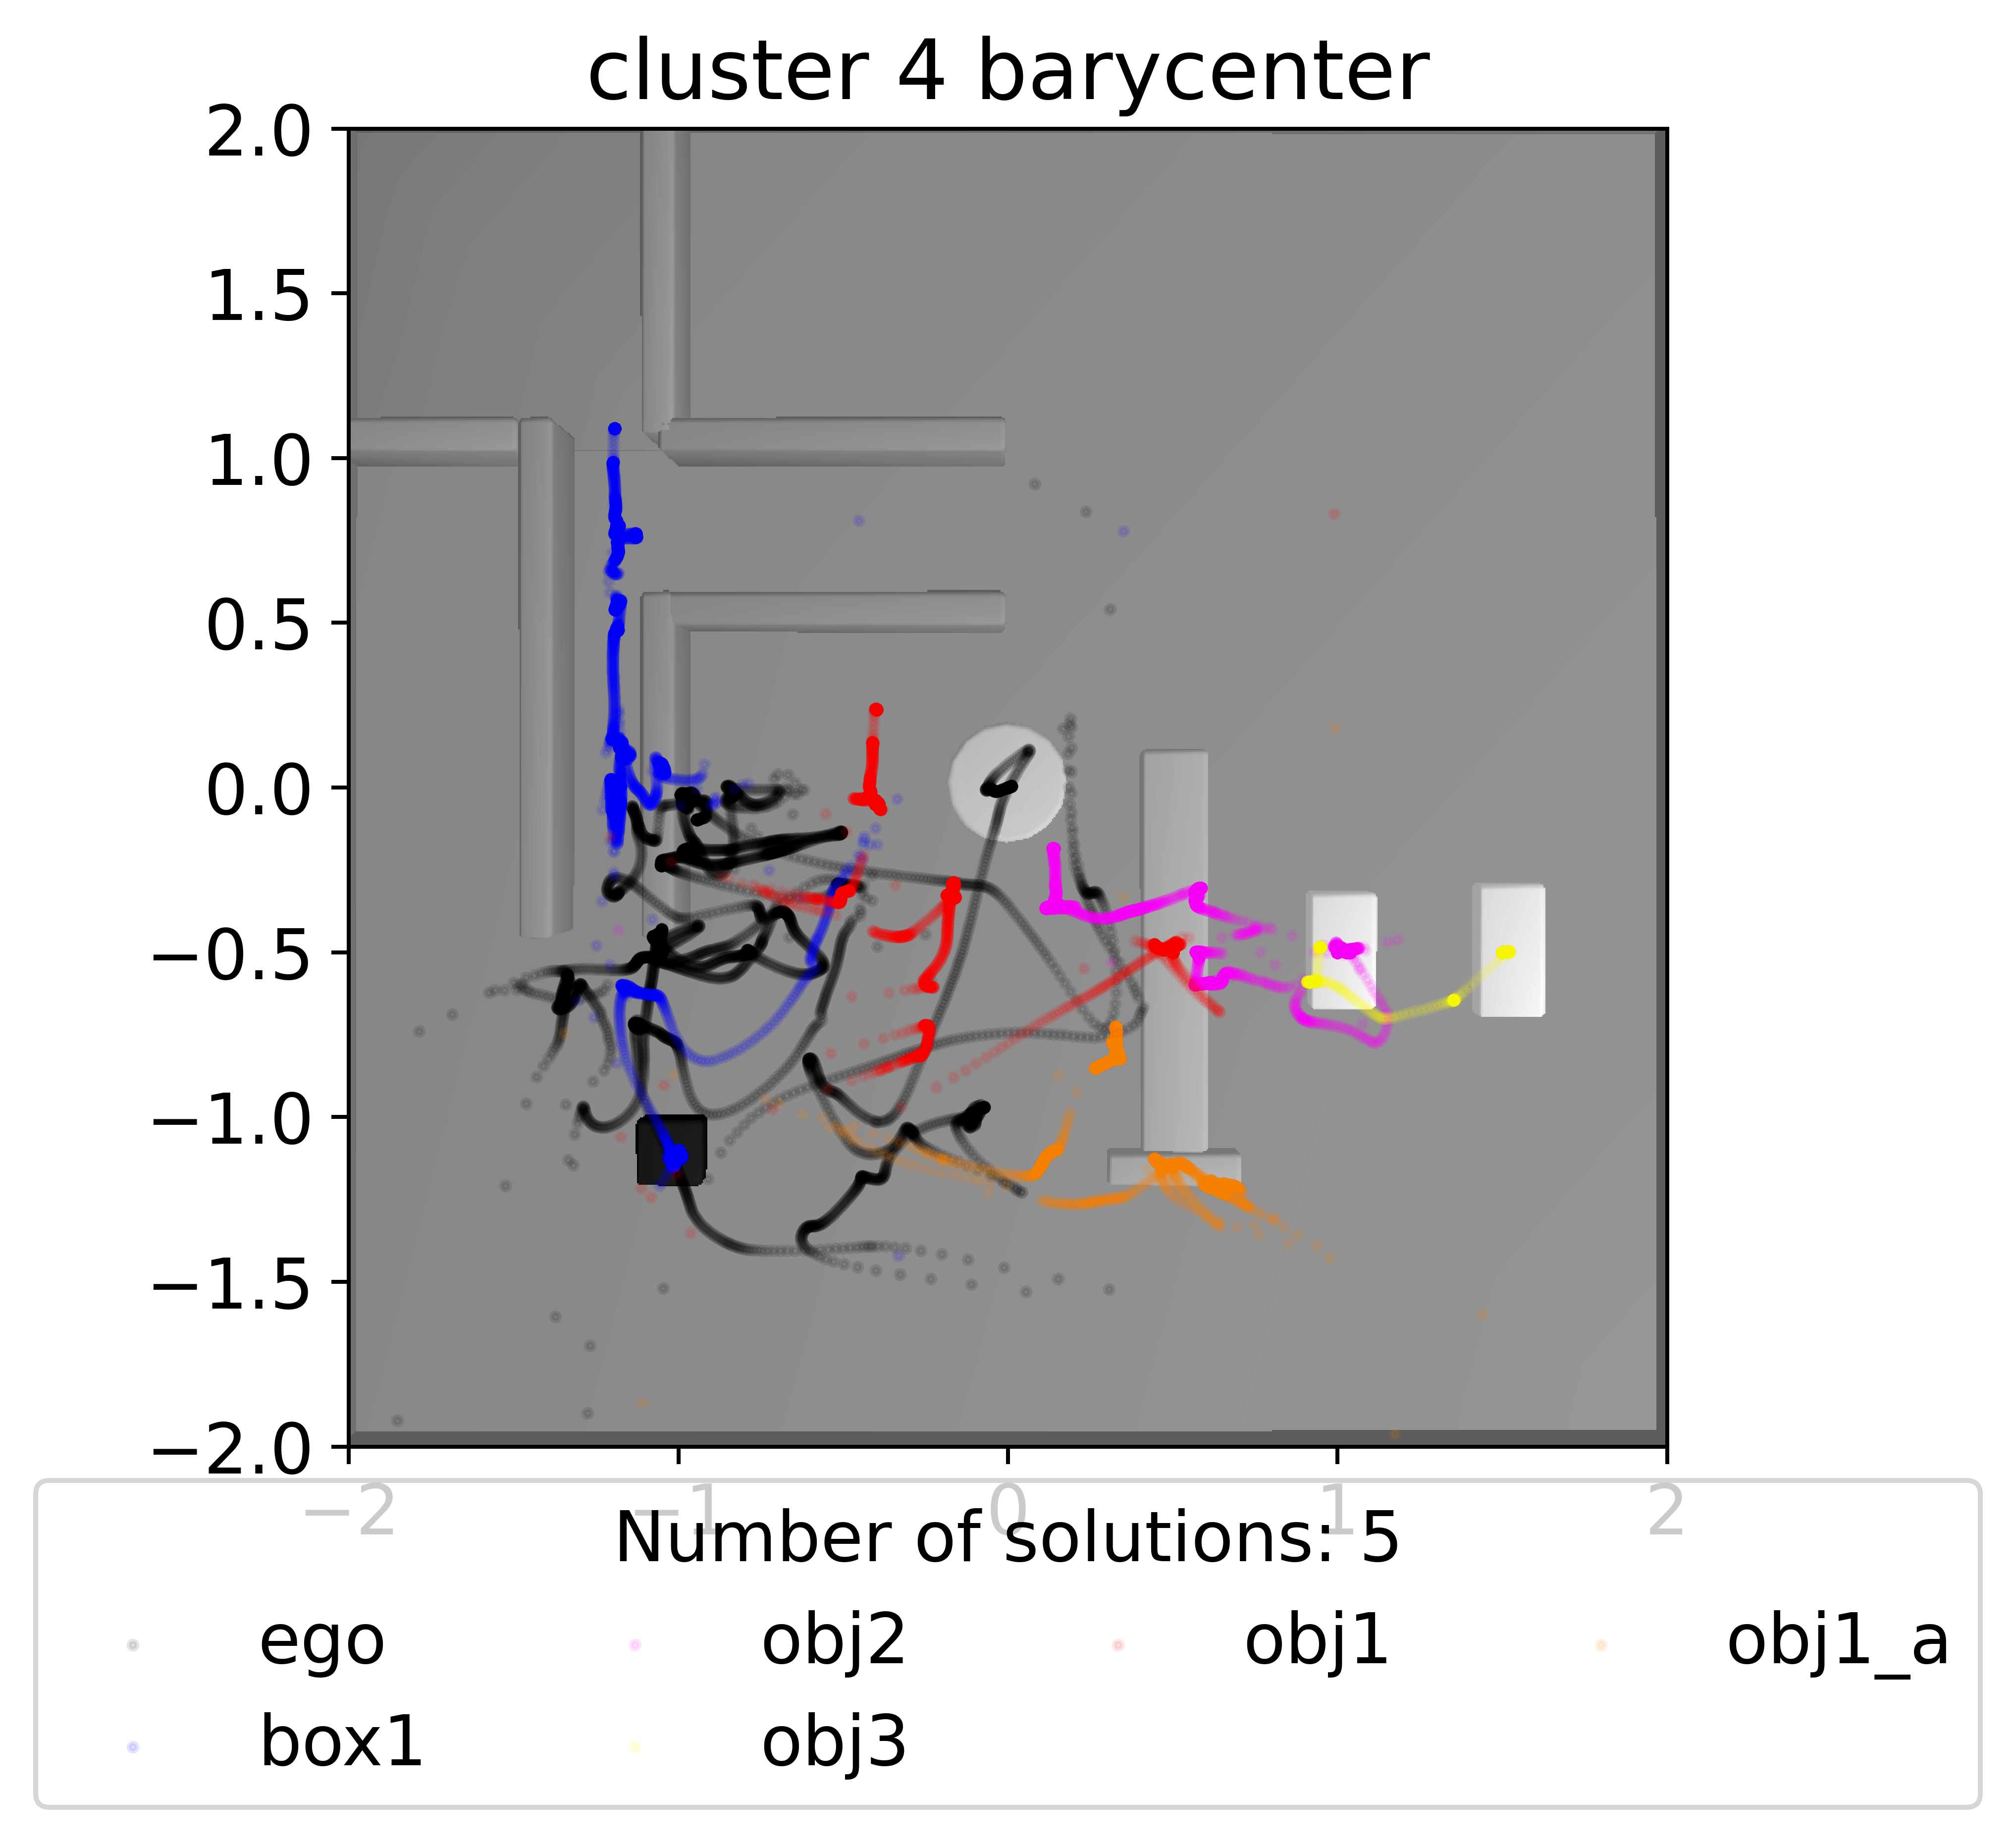 cluster 4 barycenter
2.0
1.5
1.0
0.5
0.0
−0.5
−1.0
−1.5
−2.0
−2 −1 0 1 2
Number of solutions: 5
ego obj2 obj1 obj1_a
box1 obj3